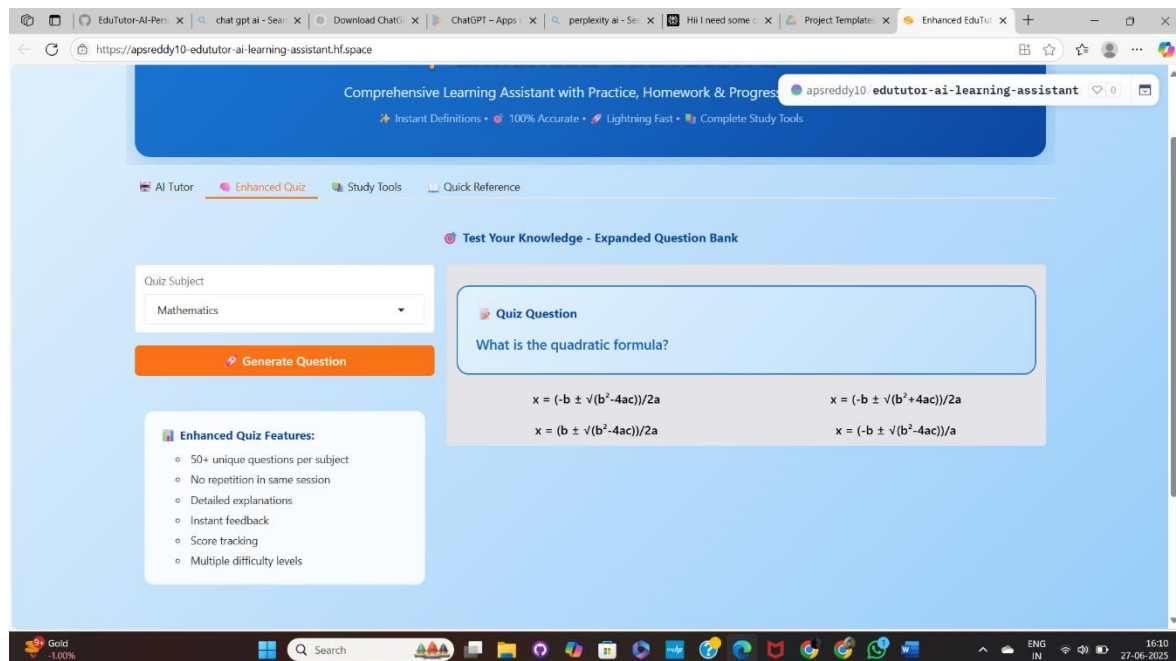 EduTutor-AI-Pers
chat gpt ai - Sear
Download ChatG
ChatGPT – Apps
perplexity ai - Se
Hii I need some c
Project Template
Enhanced EduTut
https://apsreddy10-edututor-ai-learning-assistant.hf.space
Comprehensive Learning Assistant with Practice, Homework & Progres
apsreddy10/edututor-ai-learning-assistant 0
Instant Definitions • 100% Accurate • Lightning Fast • Complete Study Tools
AI Tutor
Enhanced Quiz
Study Tools
Quick Reference
Test Your Knowledge - Expanded Question Bank
Quiz Subject
Mathematics
Generate Question
Quiz Question
What is the quadratic formula?
x = (-b ± √(b²-4ac))/2a
x = (-b ± √(b²+4ac))/2a
x = (b ± √(b²-4ac))/2a
x = (-b ± √(b²-4ac))/a
Enhanced Quiz Features:
50+ unique questions per subject
No repetition in same session
Detailed explanations
Instant feedback
Score tracking
Multiple difficulty levels
9+
Gold
-1.00%
Search
ENG
IN
16:10
27-06-2025